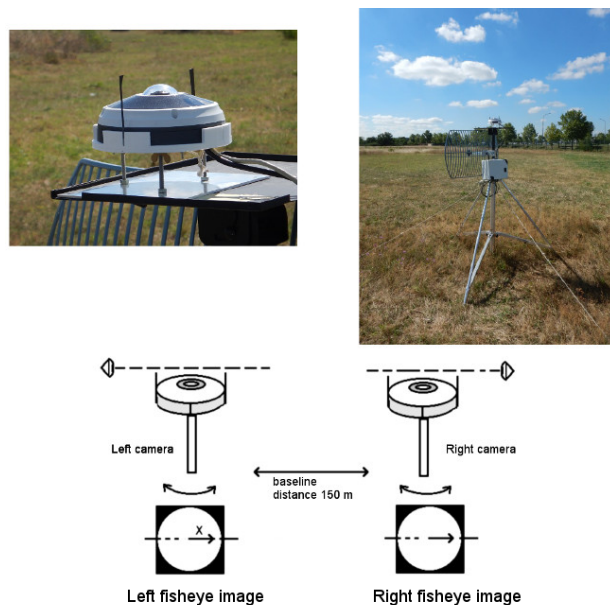 Left camera
Right camera
baseline
distance 150 m
X
Left fisheye image
Right fisheye image